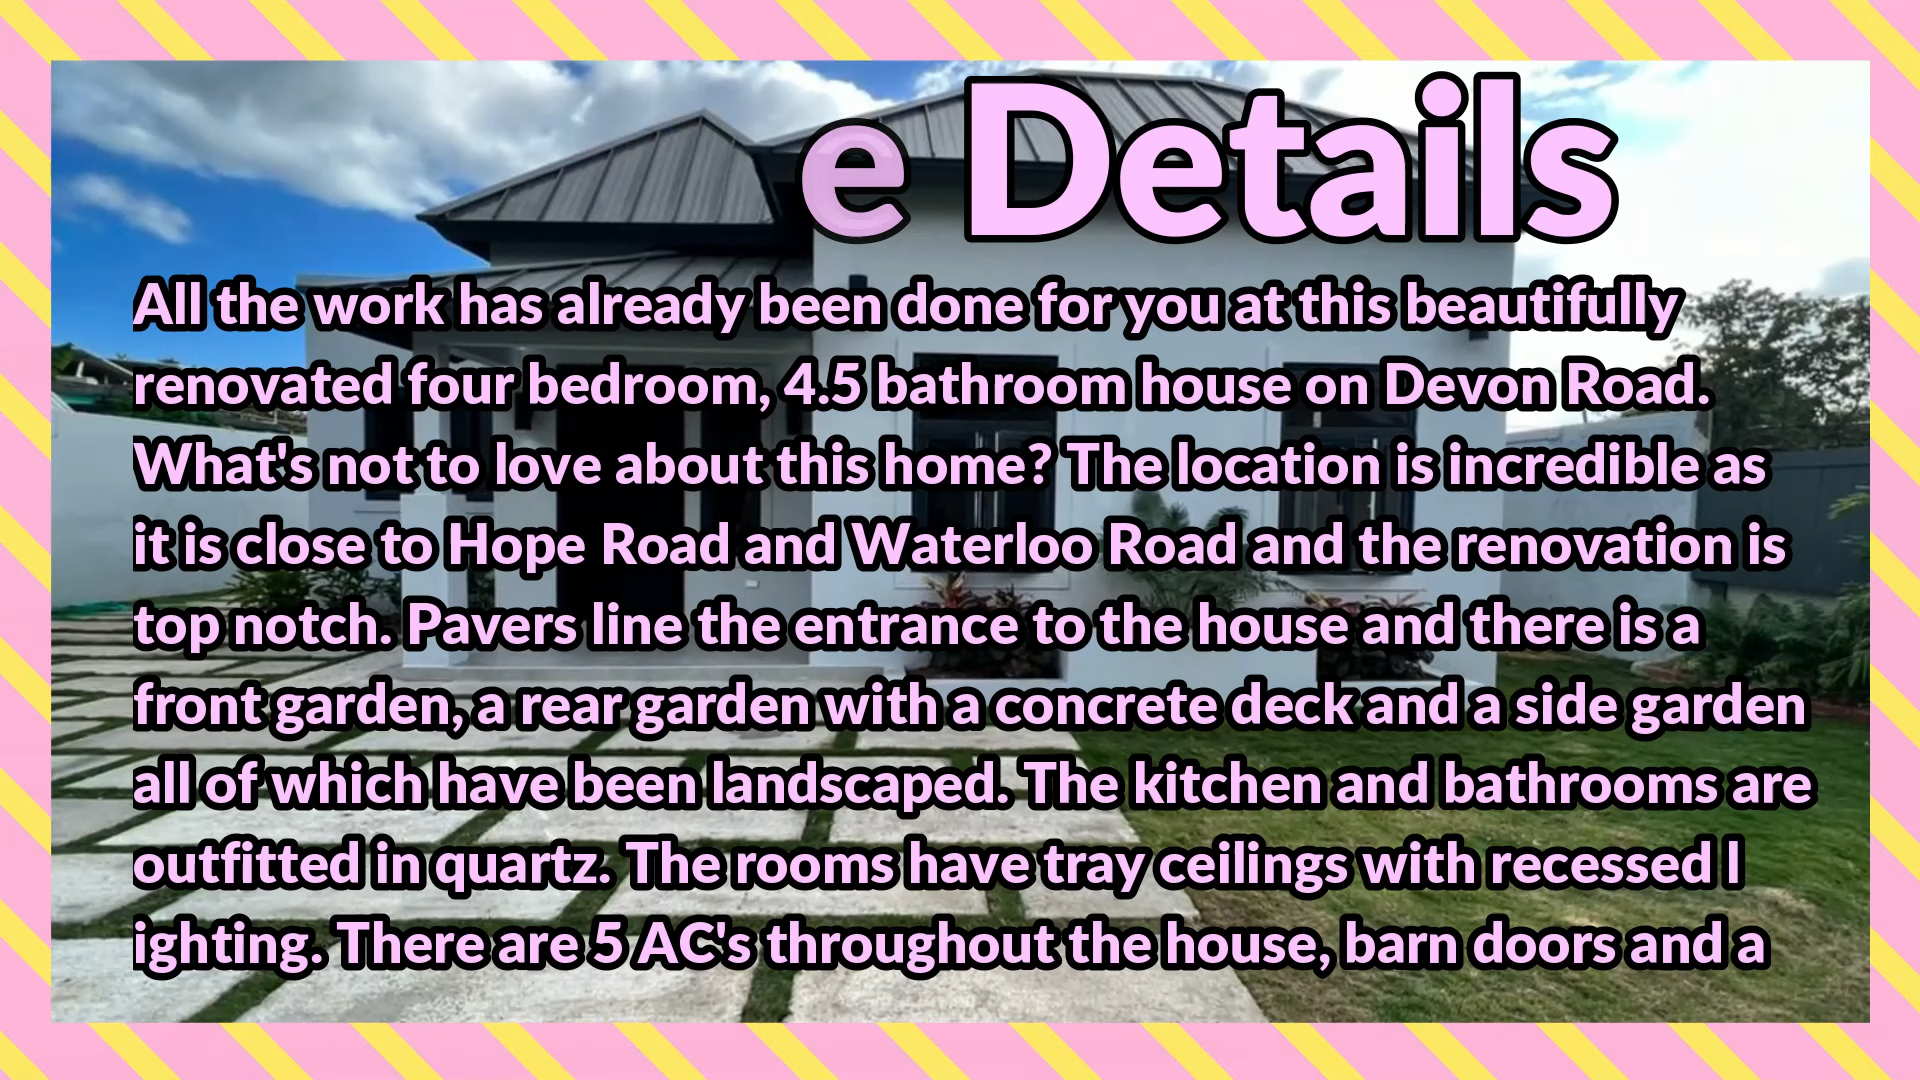 e Details
All the work has already been done for you at this beautifully
renovated four bedroom, 4.5 bathroom house on Devon Road.
What's not to love about this home? The location is incredible as
it is close to Hope Road and Waterloo Road and the renovation is
top notch. Pavers line the entrance to the house and there is a
front garden, a rear garden with a concrete deck and a side garden
all of which have been landscaped. The kitchen and bathrooms are
outfitted in quartz. The rooms have tray ceilings with recessed l
ighting. There are 5 AC's throughout the house, barn doors and a